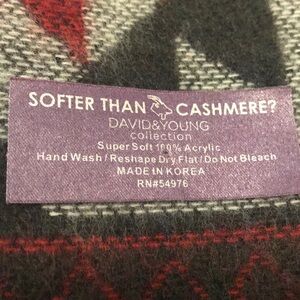 SOFTER THAN CASHMERE?
DAVID&YOUNG
collection
Super Soft 100% Acrylic
Hand Wash / Reshape Dry Flat / Do Not Bleach
MADE IN KOREA
RN#54976